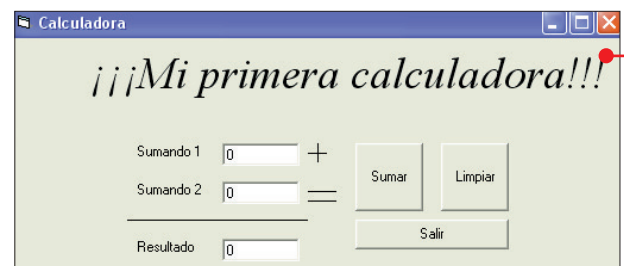 Calculadora
¡¡¡Mi primera calculadora!!!
Sumando 1 0 +
Sumando 2 0 =
Sumar Limpiar
Salir
Resultado 0